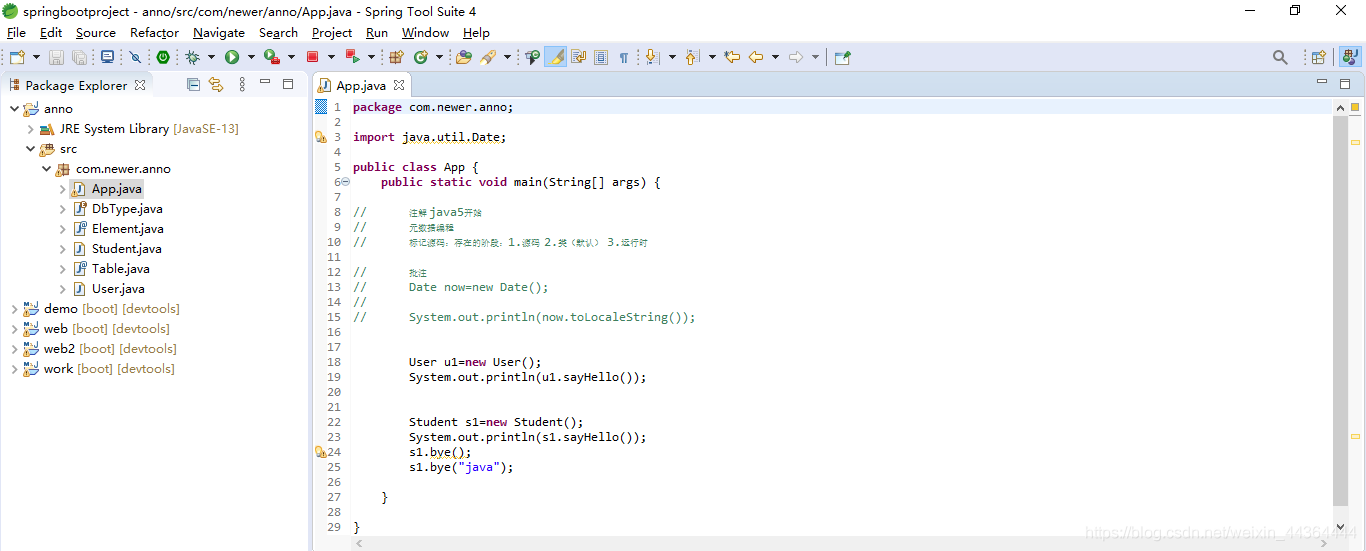 springbootproject - anno/src/com/newer/anno/App.java - Spring Tool Suite 4
File Edit Source Refactor Navigate Search Project Run Window Help
Package Explorer
anno
JRE System Library [JavaSE-13]
src
com.newer.anno
App.java
DbType.java
Element.java
Student.java
Table.java
User.java
demo [boot] [devtools]
web [boot] [devtools]
web2 [boot] [devtools]
work [boot] [devtools]
App.java
1 package com.newer.anno;
2
3 import java.util.Date;
4
5 public class App {
6 public static void main(String[] args) {
7
8 // 注解 java5开始
9 // 元数据编程
10 // 标记源码：存在的阶段：1.源码 2.类（默认） 3.运行时
11
12 // 批注
13 // Date now=new Date();
14 //
15 // System.out.println(now.toLocaleString());
16
17
18 User u1=new User();
19 System.out.println(u1.sayHello());
20
21
22 Student s1=new Student();
23 System.out.println(s1.sayHello());
24 s1.bye();
25 s1.bye("java");
26
27 }
28
29 }
https://blog.csdn.net/weixin_44364444